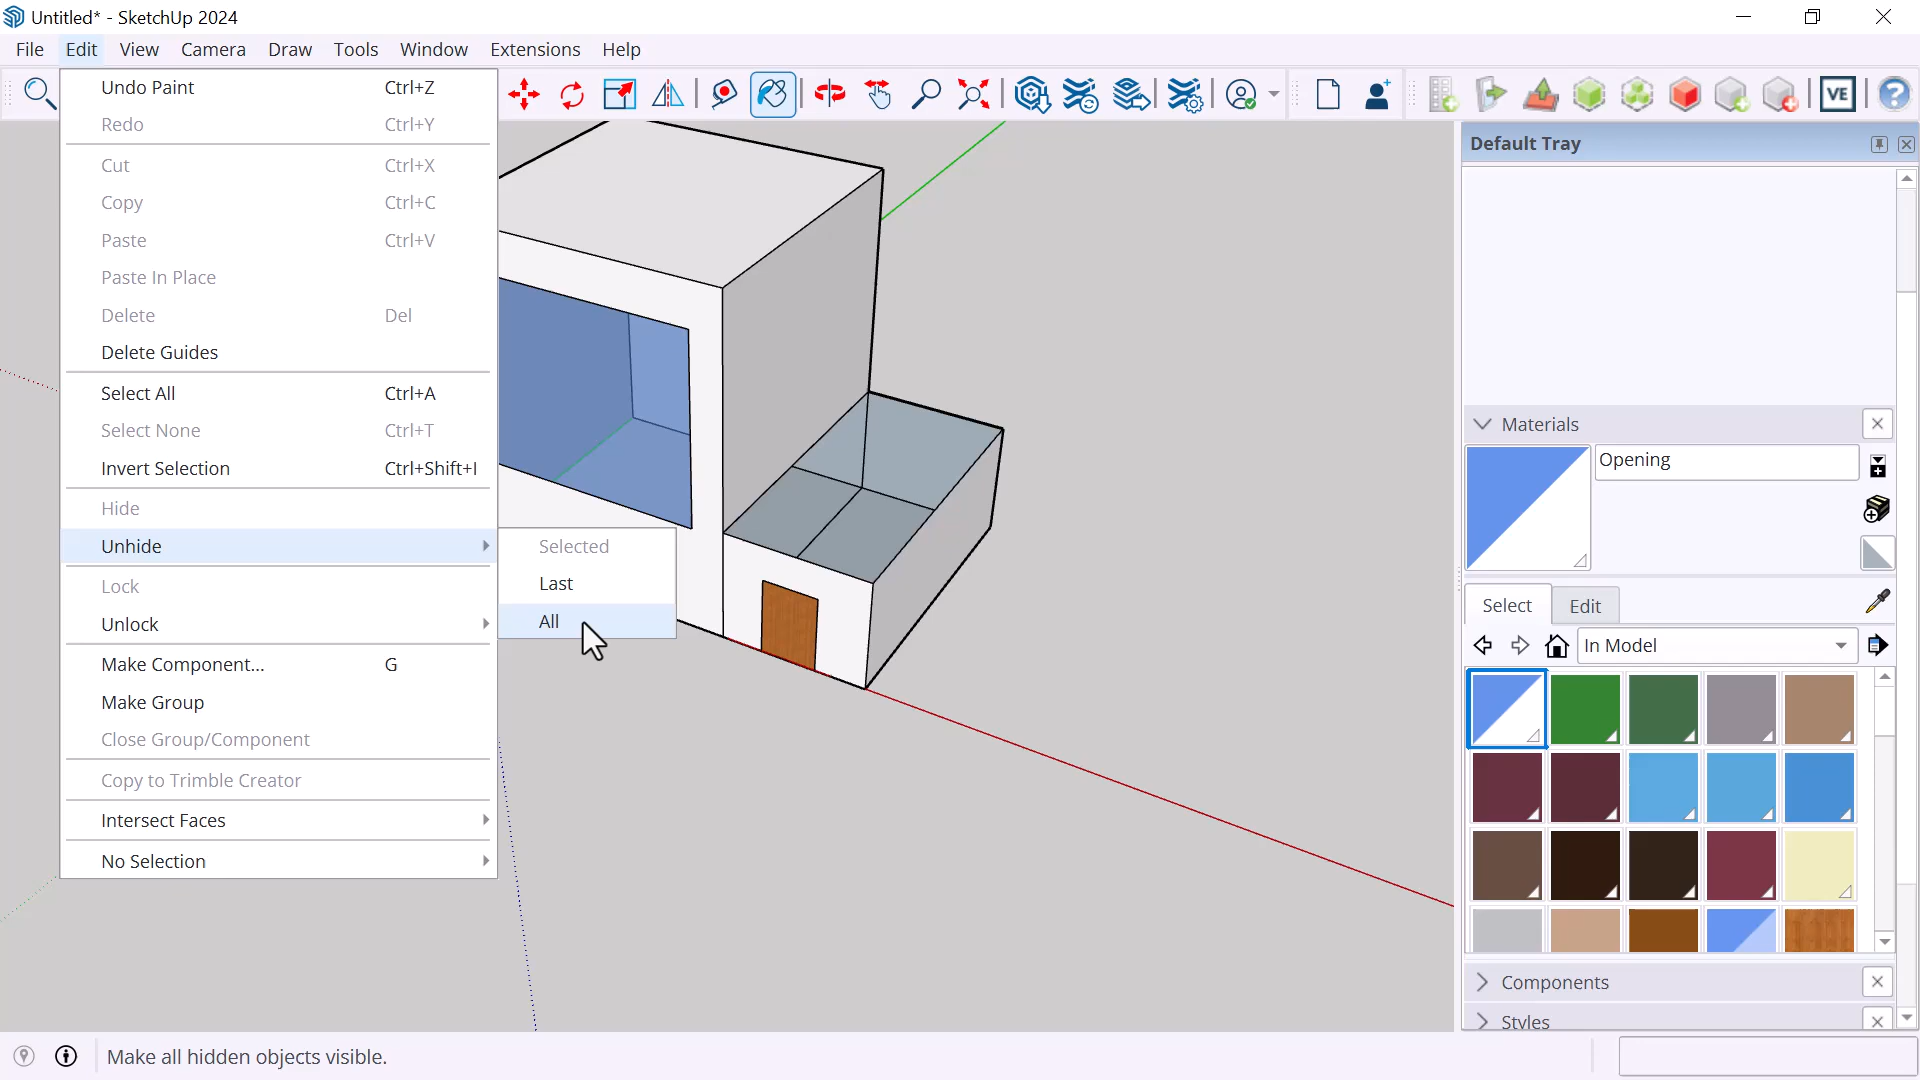 Untitled* - SketchUp 2024
File Edit View Camera Draw Tools Window Extensions Help
Undo Paint Ctrl+Z
Redo Ctrl+Y
Cut Ctrl+X
Copy Ctrl+C
Paste Ctrl+V
Paste In Place
Delete Del
Delete Guides
Select All Ctrl+A
Select None Ctrl+T
Invert Selection Ctrl+Shift+I
Hide
Unhide
Lock
Unlock
Make Component... G
Make Group
Close Group/Component
Copy to Trimble Creator
Intersect Faces
No Selection
Selected
Last
All
VE
Default Tray
Materials
Opening
Select Edit
In Model
Components
Styles
Make all hidden objects visible.